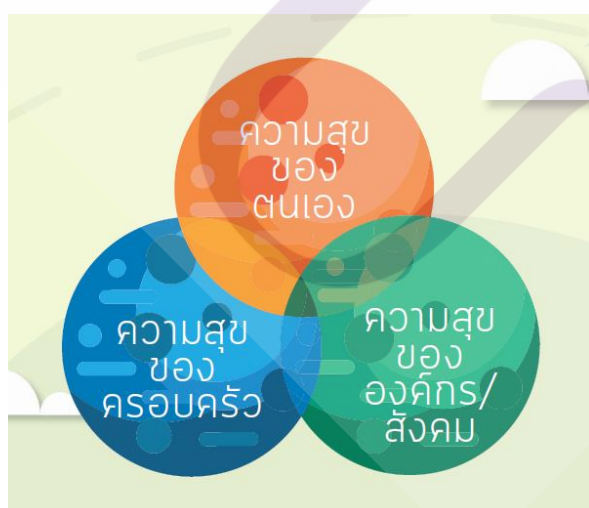 ความสุข
ของ
ตนเอง
ความสุข
ของ
ครอบครัว
ความสุข
ของ
องค์กร/
สังคม